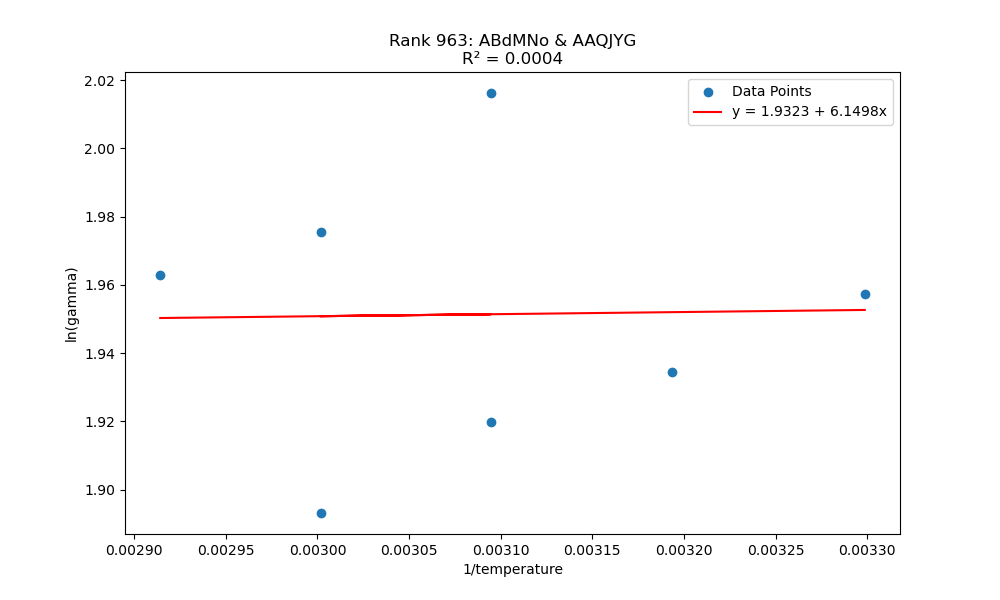 Rank 963: ABdMNo & AAQJYG
R² = 0.0004
Data Points
y = 1.9323 + 6.1498x
2.02
2.00
1.98
1.96
1.94
1.92
1.90
ln(gamma)
0.00290 0.00295 0.00300 0.00305 0.00310 0.00315 0.00320 0.00325 0.00330
1/temperature